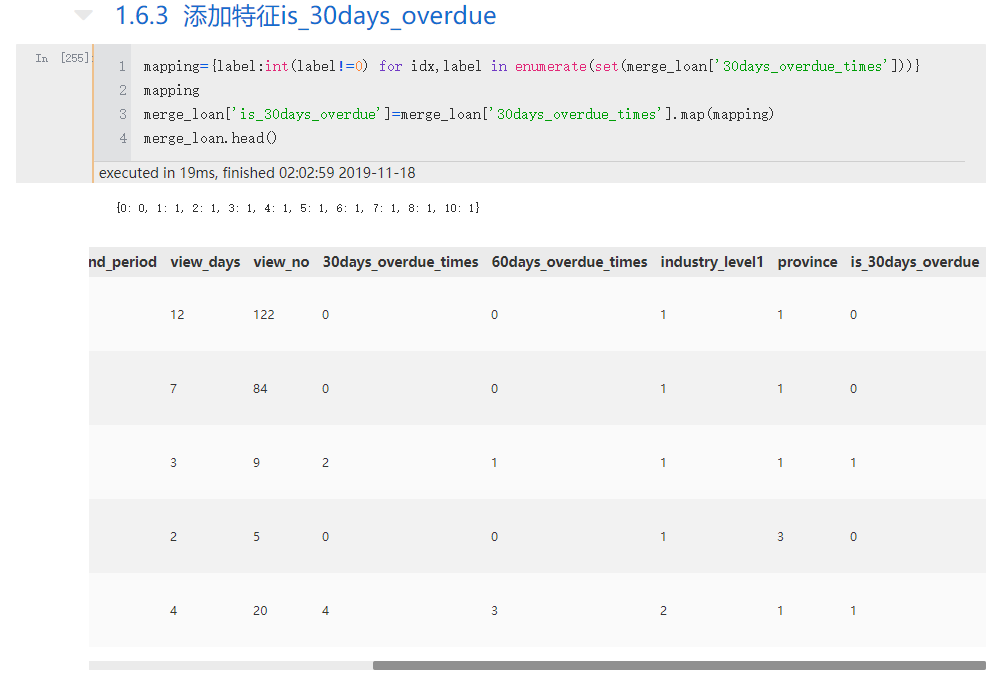 1.6.3 添加特征is_30days_overdue
In [255]:
1 mapping={label:int(label!=0) for idx,label in enumerate(set(merge_loan['30days_overdue_times']))}
2 mapping
3 merge_loan['is_30days_overdue']=merge_loan['30days_overdue_times'].map(mapping)
4 merge_loan.head()
executed in 19ms, finished 02:02:59 2019-11-18
{0: 0, 1: 1, 2: 1, 3: 1, 4: 1, 5: 1, 6: 1, 7: 1, 8: 1, 10: 1}
nd_period view_days view_no 30days_overdue_times 60days_overdue_times industry_level1 province is_30days_overdue
12 122 0 0 1 1 0
7 84 0 0 1 1 0
3 9 2 1 1 1 1
2 5 0 0 1 3 0
4 20 4 3 2 1 1